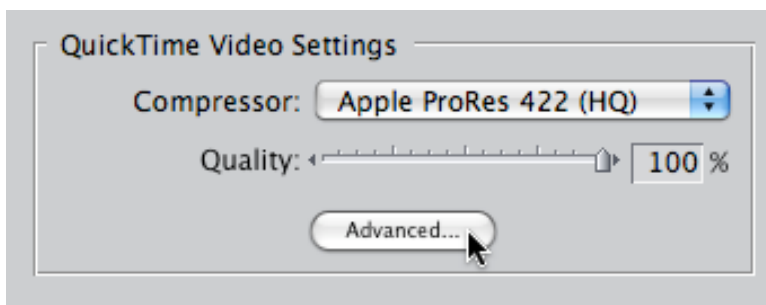 QuickTime Video Settings
Compressor: Apple ProRes 422 (HQ)
Quality: 100 %
Advanced...